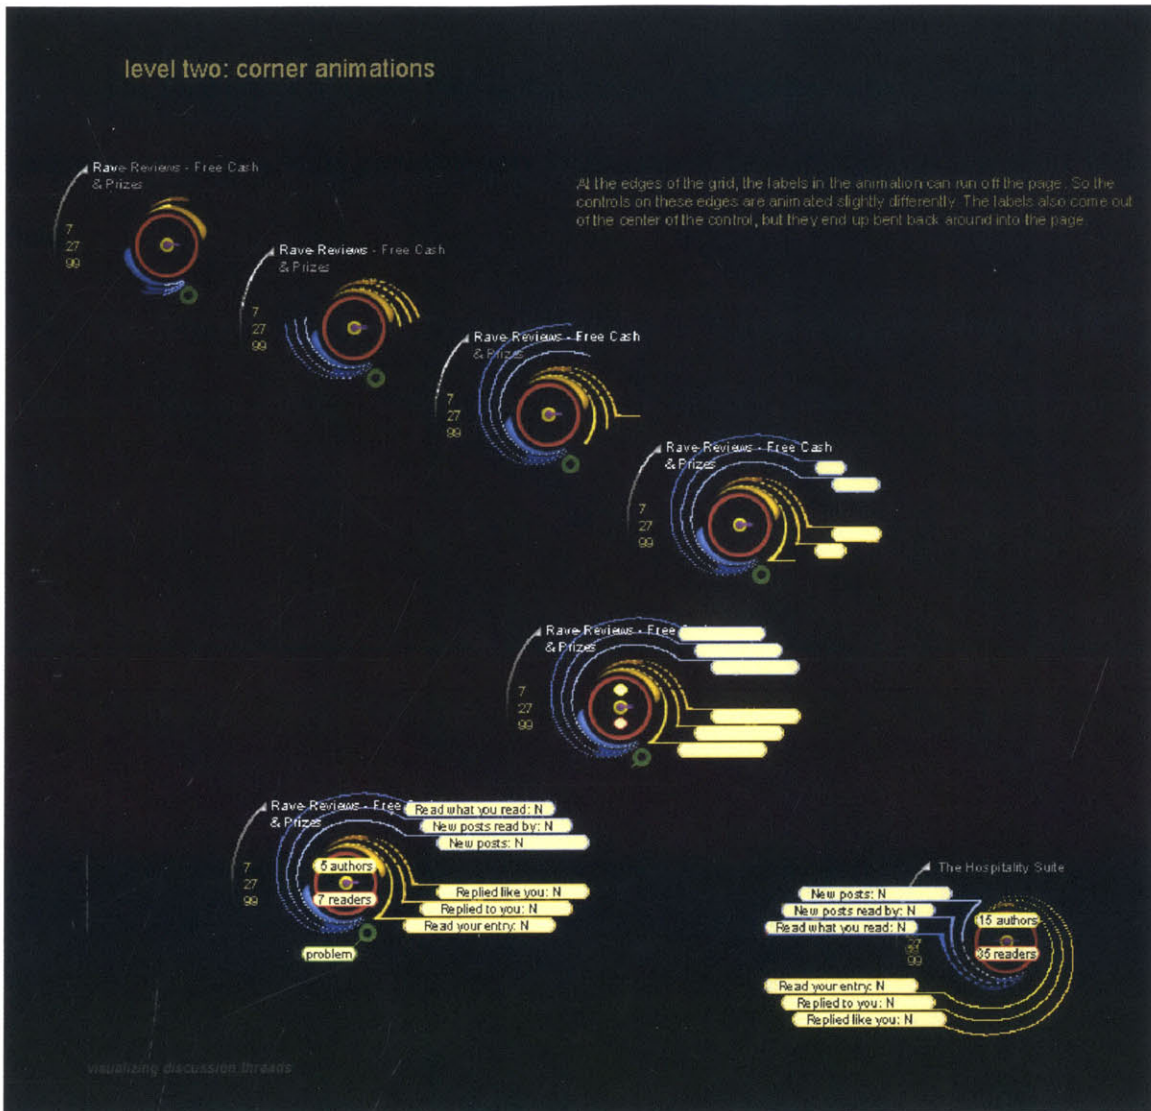 level two: corner animations
Rave Reviews - Free Cash
& Prizes
7
27
99
At the edges of the grid, the labels in the animation can run off the page. So the
controls on these edges are animated slightly differently. The labels also come out
of the center of the control, but they end up bent back around into the page.
Rave Reviews - Free Cash
& Prizes
7
27
99
Rave Reviews - Free Cash
& Prizes
7
27
99
Rave Reviews - Free Cash
& Prizes
7
27
99
Rave Reviews - Free
& Prizes
7
27
99
Rave Reviews - Free
& Prizes
7
27
99
Read what you read: N
New posts read by: N
New posts: N
5 authors
7 readers
Replied like you: N
Replied to you: N
Read your entry: N
problem
The Hospitality Suite
New posts: N
New posts read by: N
Read what you read: N
15 authors
35 readers
99
Read your entry: N
Replied to you: N
Replied like you: N
visualizing discussion threads